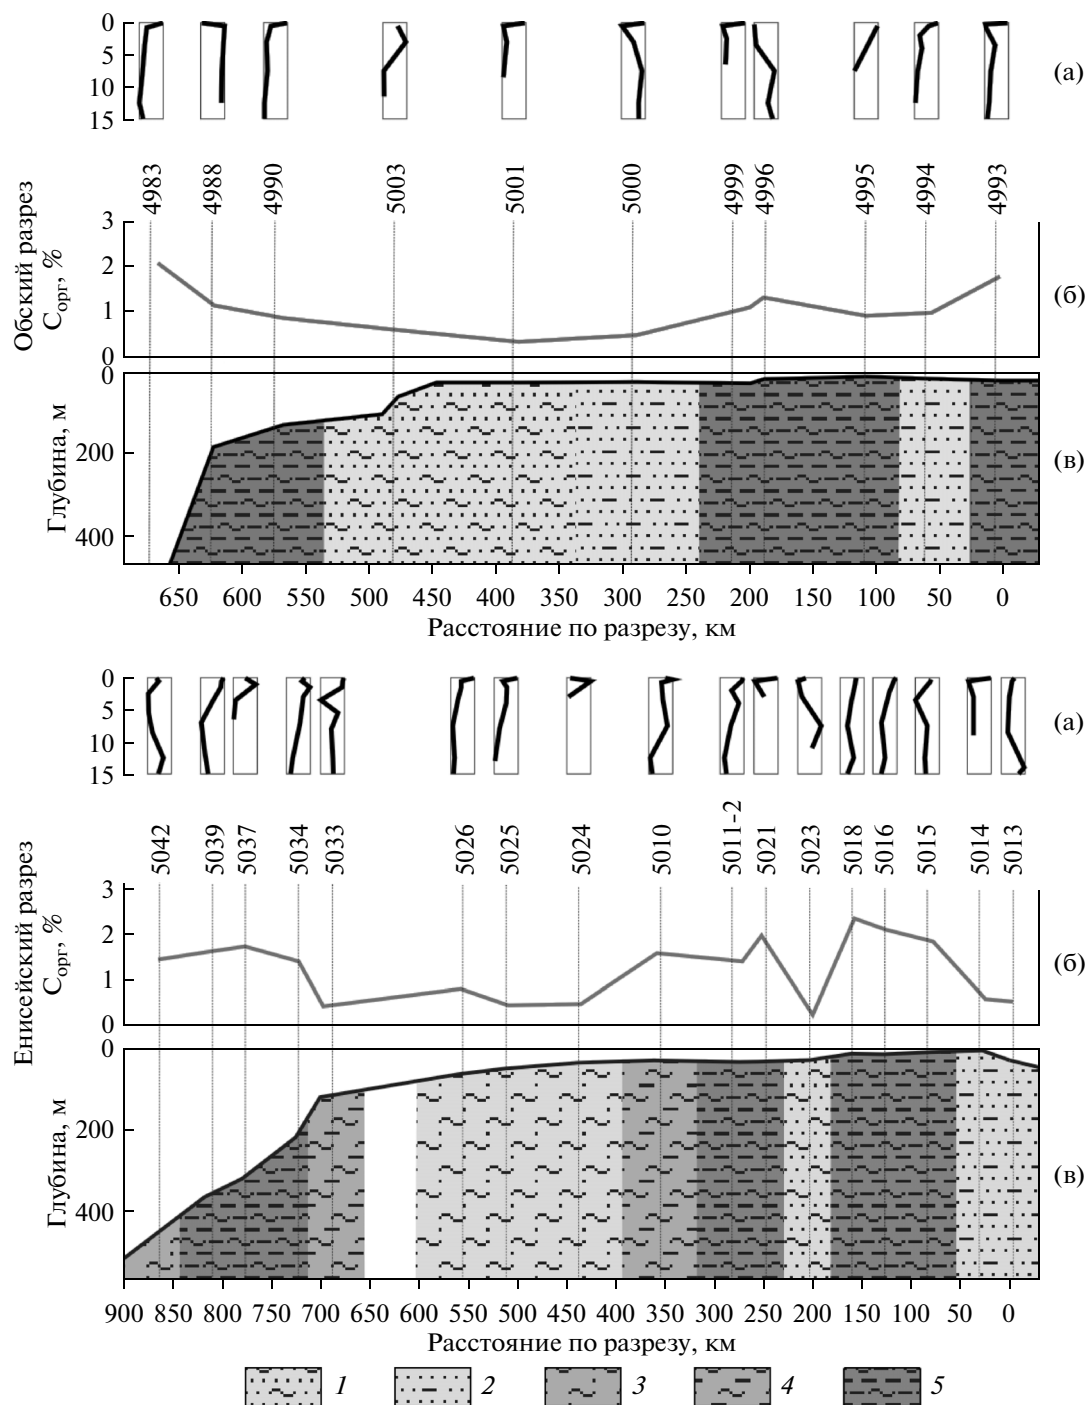 0
5
10
15
(а)
4983 4988 4990 5003 5001 5000 4999 4996 4995 4994 4993
Обский разрез
Cорг, %
3
2
1
0
(б)
Глубина, м
0
200
400
(в)
650 600 550 500 450 400 350 300 250 200 150 100 50 0
Расстояние по разрезу, км
0
5
10
15
(а)
5042 5039 5037 5034 5033 5026 5025 5024 5010 5011-2 5021 5023 5018 5016 5015 5014 5013
Енисейский разрез
Cорг, %
3
2
1
0
(б)
Глубина, м
0
200
400
(в)
900 850 800 750 700 650 600 550 500 450 400 350 300 250 200 150 100 50 0
Расстояние по разрезу, км
1 2 3 4 5